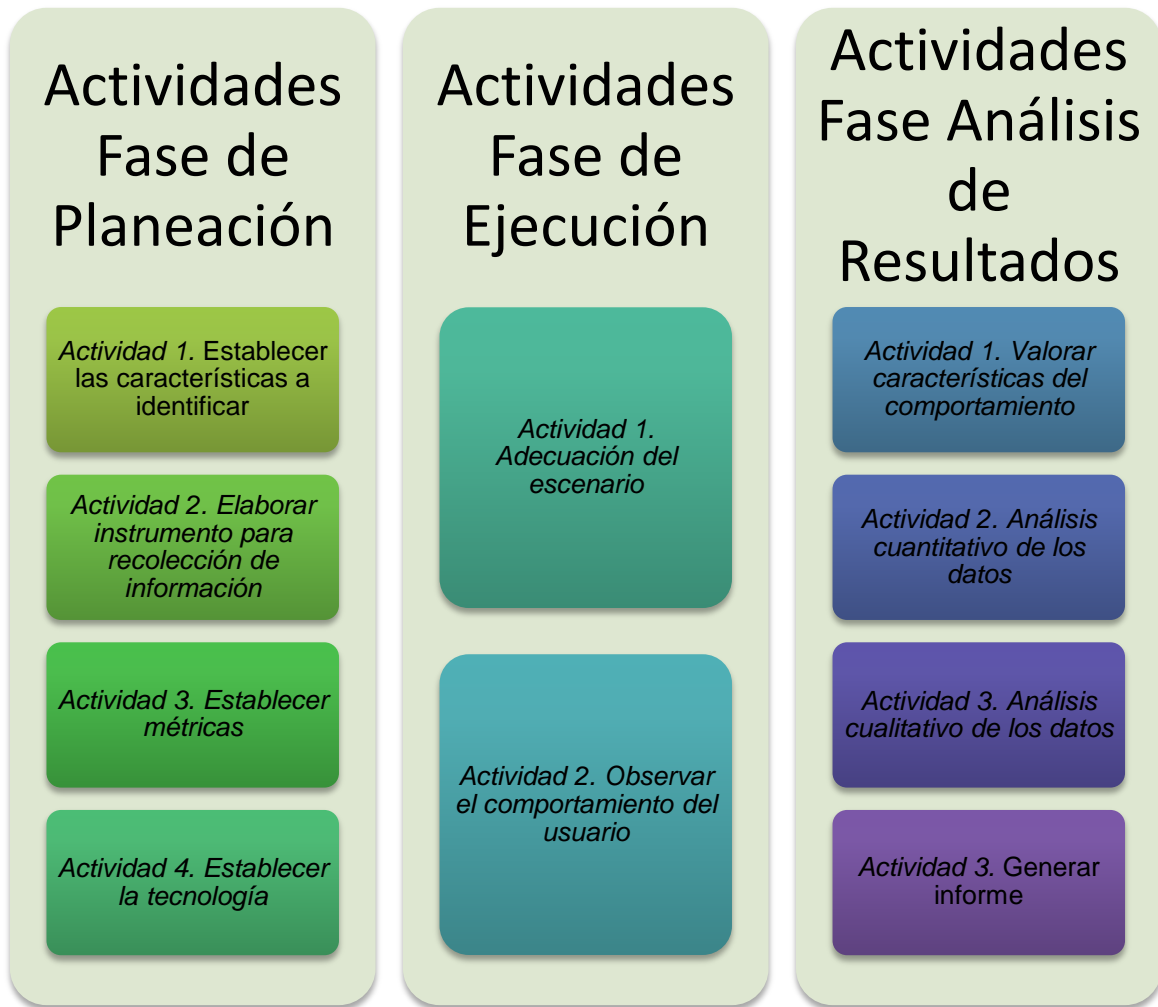 Actividades
Fase de
Planeación
Actividad 1. Establecer
las características a
identificar
Actividad 2. Elaborar
instrumento para
recolección de
información
Actividad 3. Establecer
métricas
Actividad 4. Establecer
la tecnología
Actividades
Fase de
Ejecución
Actividad 1.
Adecuación del
escenario
Actividad 2. Observar
el comportamiento del
usuario
Actividades
Fase Análisis
de
Resultados
Actividad 1. Valorar
características del
comportamiento
Actividad 2. Análisis
cuantitativo de los
datos
Actividad 3. Análisis
cualitativo de los datos
Actividad 3. Generar
informe